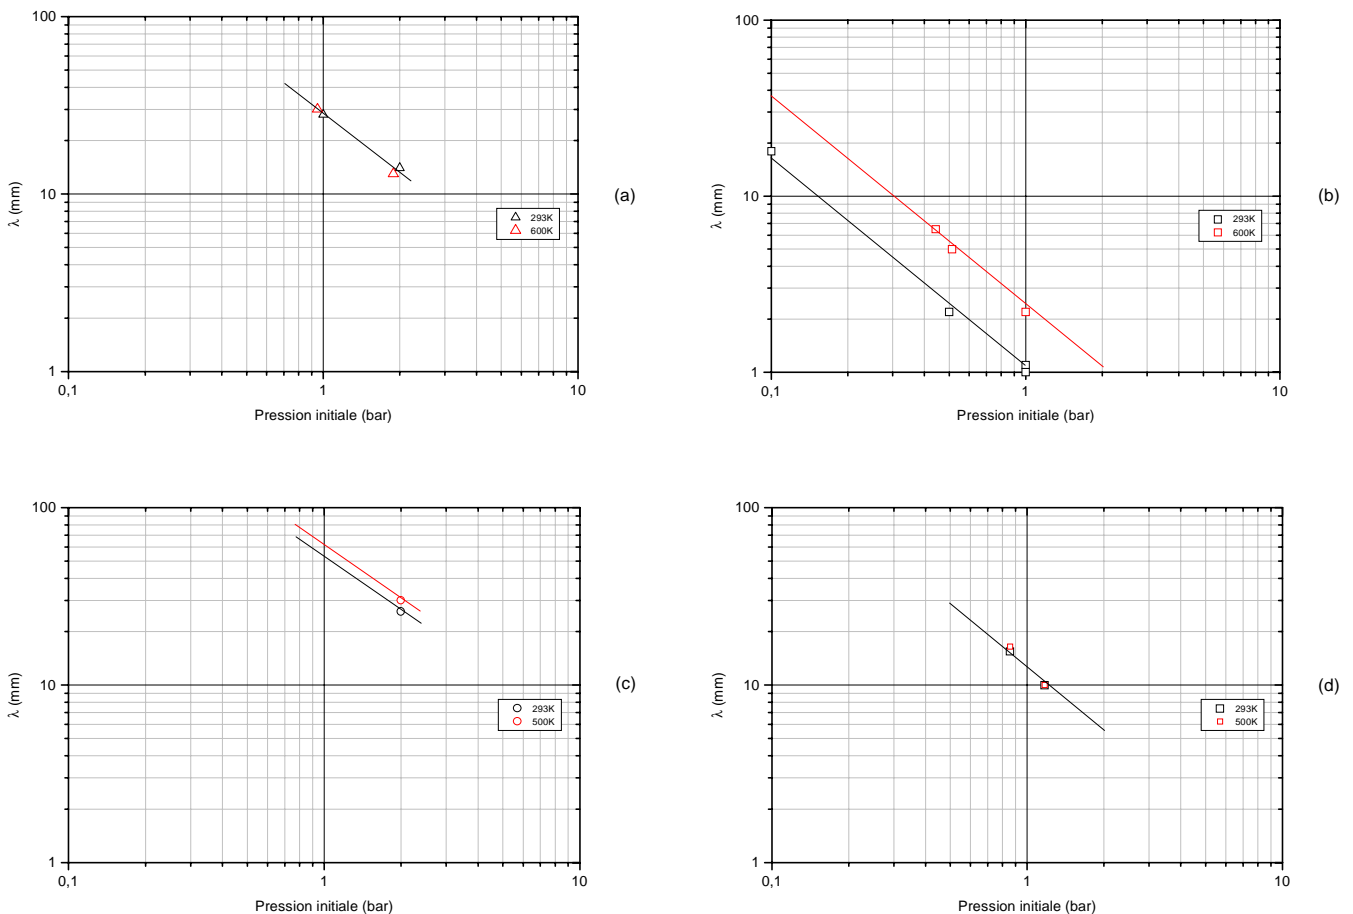 100
10
1
0,1
1
10
λ (mm)
Pression initiale (bar)
293K
600K
(a)
100
10
1
0,1
1
10
λ (mm)
Pression initiale (bar)
293K
600K
(b)
100
10
1
0,1
1
10
λ (mm)
Pression initiale (bar)
293K
500K
(c)
100
10
1
0,1
1
10
λ (mm)
Pression initiale (bar)
293K
500K
(d)